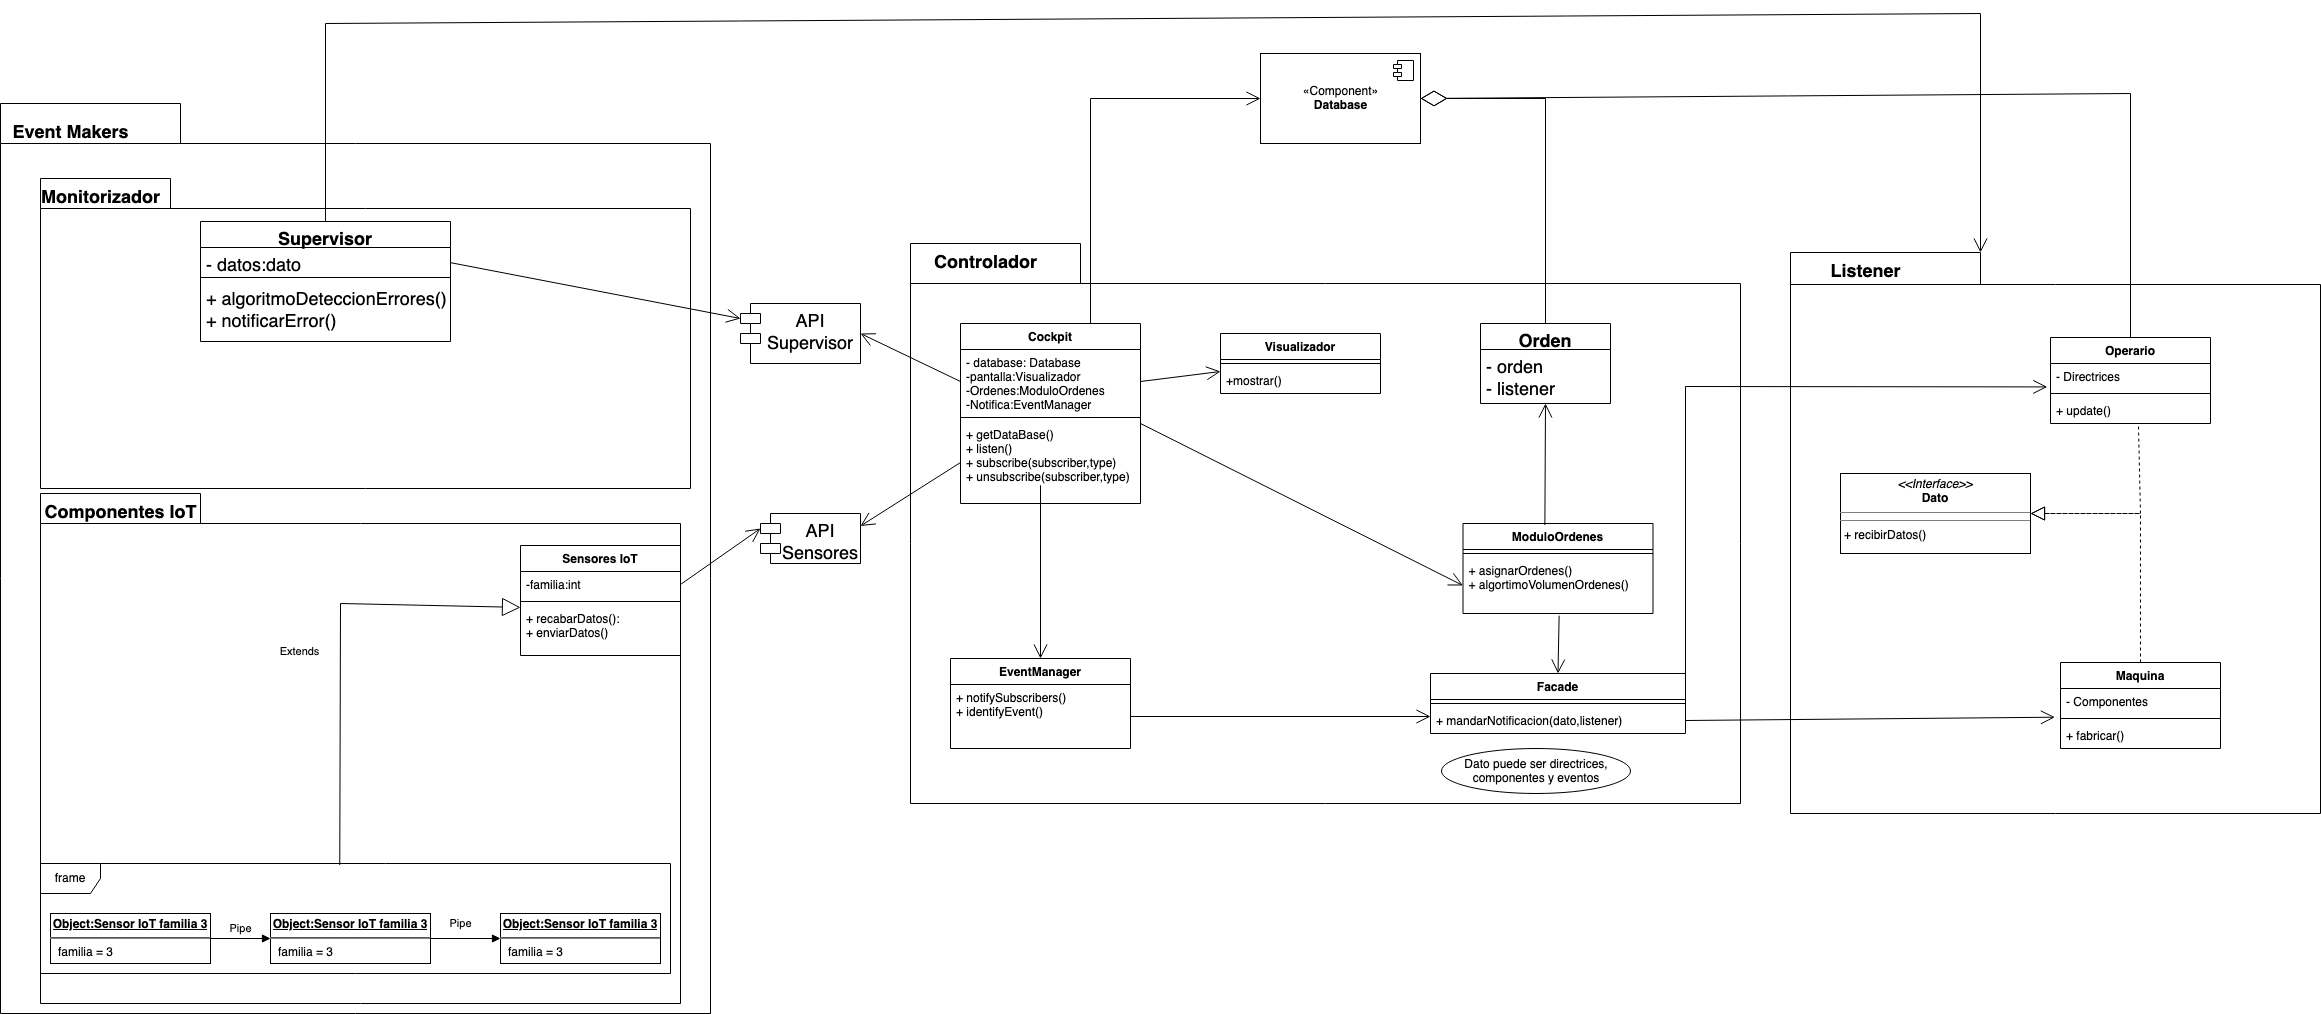 «Component»
Database
Event Makers
Monitorizador
Supervisor
- datos:dato
+ algoritmoDeteccionErrores()
+ notificarError()
API
Supervisor
Componentes IoT
Sensores IoT
-familia:int
+ recabarDatos():
+ enviarDatos()
API
Sensores
Extends
frame
Object:Sensor IoT familia 3
familia = 3
Pipe
Object:Sensor IoT familia 3
familia = 3
Pipe
Object:Sensor IoT familia 3
familia = 3
Controlador
Cockpit
- database: Database
-pantalla:Visualizador
-Ordenes:ModuloOrdenes
-Notifica:EventManager
+ getDataBase()
+ listen()
+ subscribe(subscriber,type)
+ unsubscribe(subscriber,type)
Visualizador
+mostrar()
Orden
- orden
- listener
ModuloOrdenes
+ asignarOrdenes()
+ algortimoVolumenOrdenes()
EventManager
+ notifySubscribers()
+ identifyEvent()
Facade
+ mandarNotificacion(dato,listener)
Dato puede ser directrices,
componentes y eventos
Listener
Operario
- Directrices
+ update()
<<Interface>>
Dato
+ recibirDatos()
Maquina
- Componentes
+ fabricar()